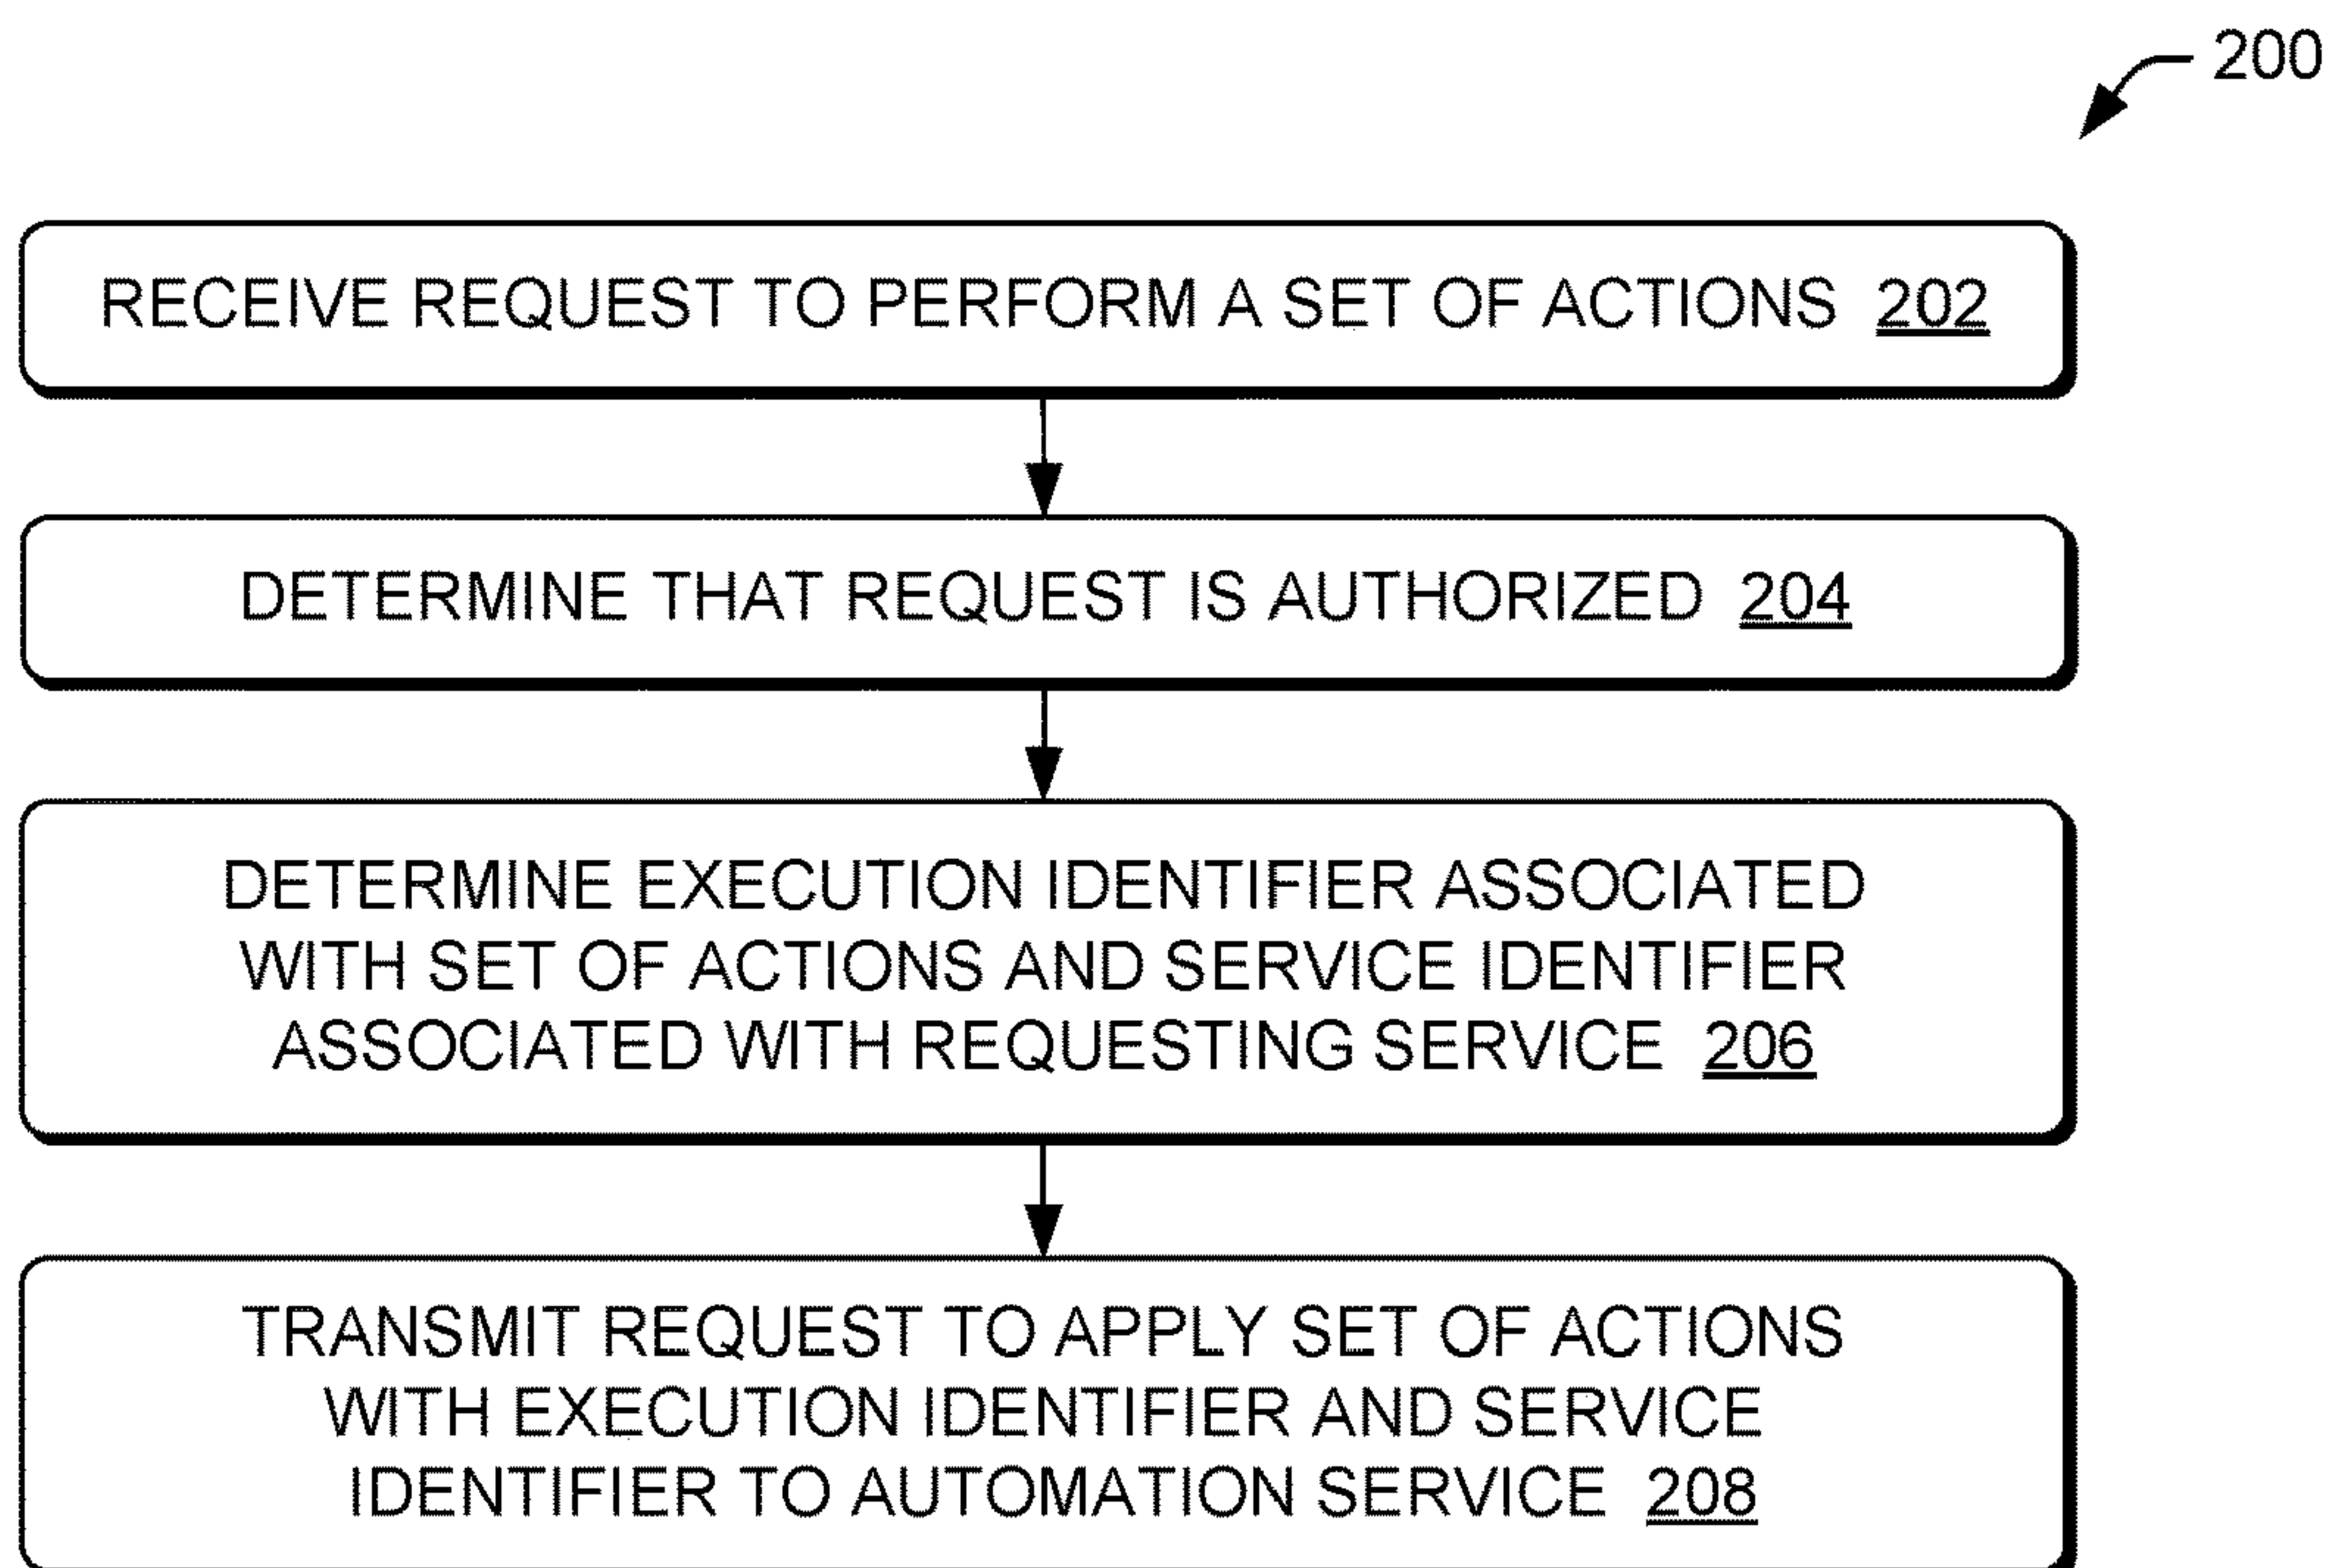 200
RECEIVE REQUEST TO PERFORM A SET OF ACTIONS 202
DETERMINE THAT REQUEST IS AUTHORIZED 204
DETERMINE EXECUTION IDENTIFIER ASSOCIATED
WITH SET OF ACTIONS AND SERVICE IDENTIFIER
ASSOCIATED WITH REQUESTING SERVICE 206
TRANSMIT REQUEST TO APPLY SET OF ACTIONS
WITH EXECUTION IDENTIFIER AND SERVICE
IDENTIFIER TO AUTOMATION SERVICE 208